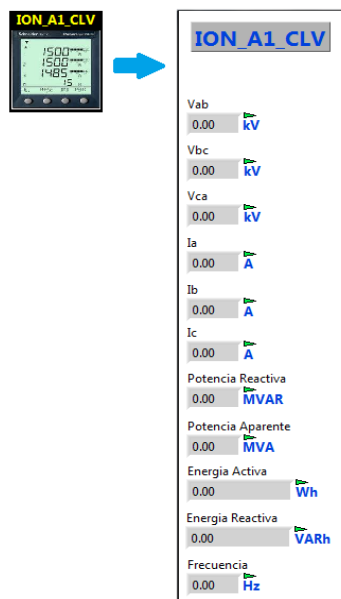 ION_A1_CLV
Schneider
1500
1500
1485
15
ION_A1_CLV
Vab
0.00 kV
Vbc
0.00 kV
Vca
0.00 kV
Ia
0.00 A
Ib
0.00 A
Ic
0.00 A
Potencia Reactiva
0.00 MVAR
Potencia Aparente
0.00 MVA
Energia Activa
0.00 Wh
Energia Reactiva
0.00 VARh
Frecuencia
0.00 Hz